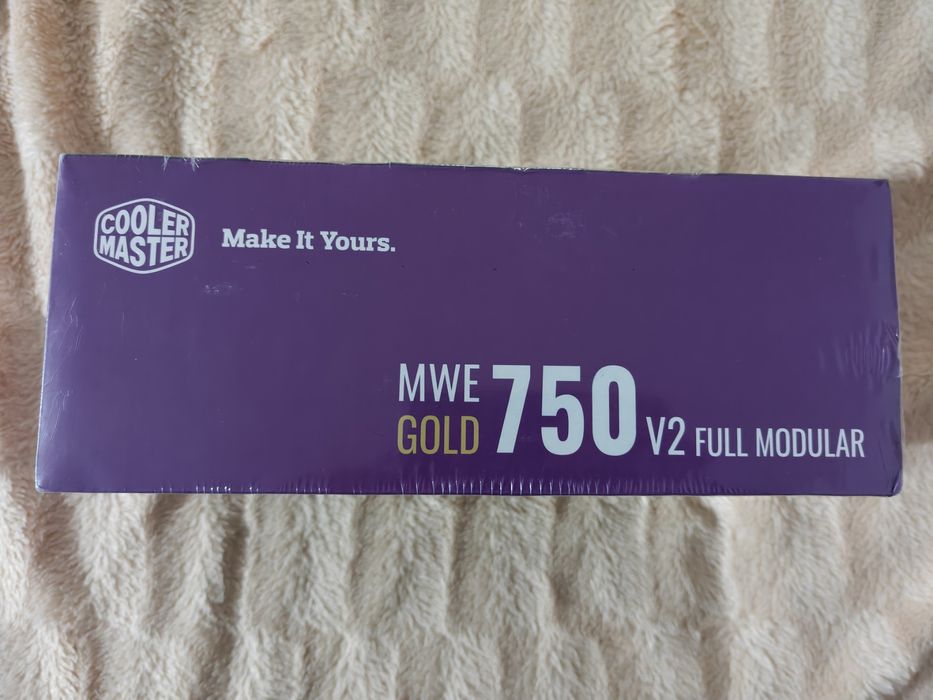 COOLER
MASTER
Make It Yours.
MWE
GOLD
750
V2 FULL MODULAR